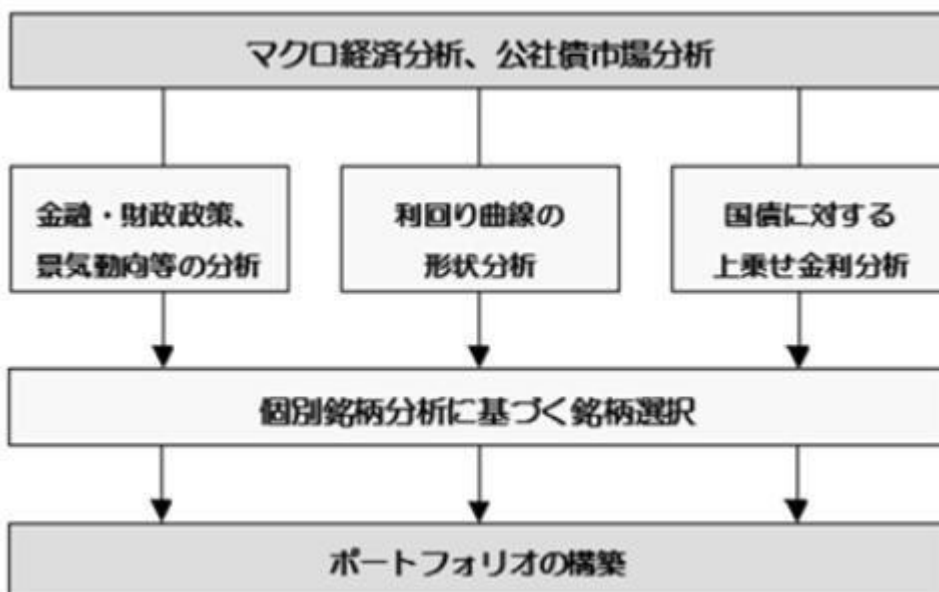 マクロ経済分析、公社債市場分析
金融・財政政策、
景気動向等の分析
利回り曲線の
形状分析
国債に対する
上乗せ金利分析
個別銘柄分析に基づく銘柄選択
ポートフォリオの構築